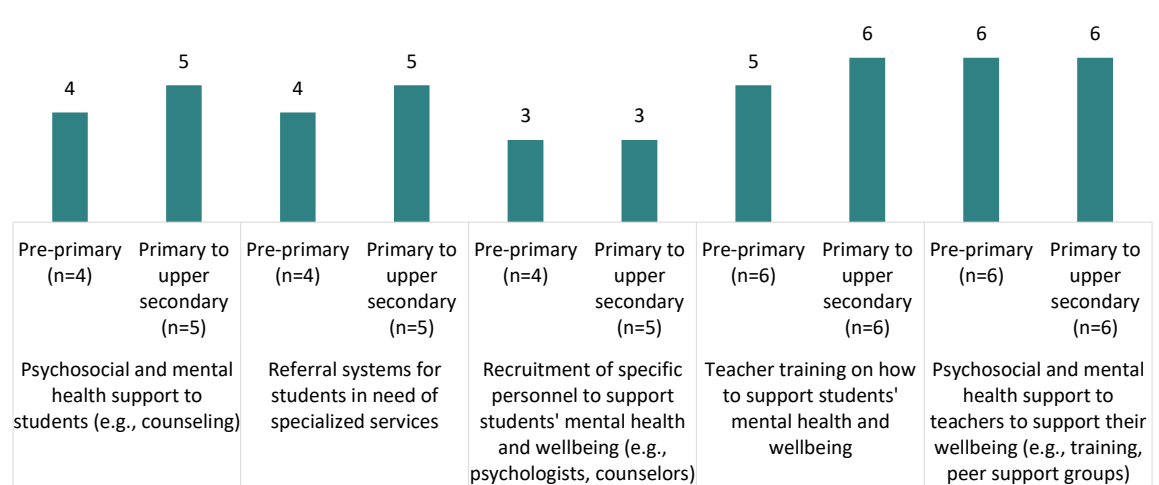 4
5
4
5
3
3
5
6
6
6
Pre-primary
(n=4)
Primary to
upper
secondary
(n=5)
Pre-primary
(n=4)
Primary to
upper
secondary
(n=5)
Pre-primary
(n=4)
Primary to
upper
secondary
(n=5)
Pre-primary
(n=6)
Primary to
upper
secondary
(n=6)
Pre-primary
(n=6)
Primary to
upper
secondary
(n=6)
Psychosocial and mental
health support to
students (e.g., counseling)
Referral systems for
students in need of
specialized services
Recruitment of specific
personnel to support
students' mental health
and wellbeing (e.g.,
psychologists, counselors)
Teacher training on how
to support students'
mental health and
wellbeing
Psychosocial and mental
health support to
teachers to support their
wellbeing (e.g., training,
peer support groups)